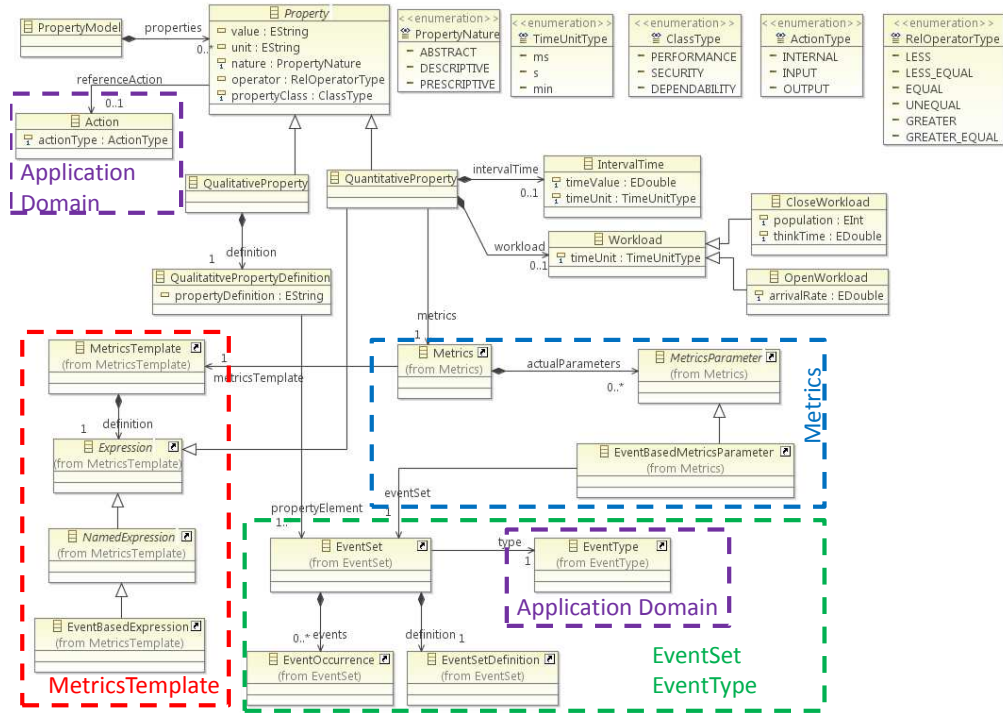 PropertyModel
properties
0..*
Property
value : EString
unit : EString
nature : PropertyNature
operator : RelOperatorType
propertyClass : ClassType
<<enumeration>>
PropertyNature
ABSTRACT
DESCRIPTIVE
PRESCRIPTIVE
<<enumeration>>
TimeUnitType
ms
s
min
<<enumeration>>
ClassType
PERFORMANCE
SECURITY
DEPENDABILITY
<<enumeration>>
ActionType
INTERNAL
INPUT
OUTPUT
<<enumeration>>
RelOperatorType
LESS
LESS_EQUAL
EQUAL
UNEQUAL
GREATER
GREATER_EQUAL
referenceAction
0..1
Action
actionType : ActionType
Application
Domain
QualitativeProperty
QuantitativeProperty
intervalTime
0..1
IntervalTime
timeValue : EDouble
timeUnit : TimeUnitType
workload
0..1
Workload
timeUnit : TimeUnitType
CloseWorkload
population : EInt
thinkTime : EDouble
OpenWorkload
arrivalRate : EDouble
definition
1
QualitatitvePropertyDefinition
propertyDefinition : EString
metrics
1
MetricsTemplate
(from MetricsTemplate)
1
metricsTemplate
Metrics
(from Metrics)
actualParameters
0..*
MetricsParameter
(from Metrics)
Metrics
definition
1
Expression
(from MetricsTemplate)
EventBasedMetricsParameter
(from Metrics)
eventSet
1
propertyElement
1..
NamedExpression
(from MetricsTemplate)
EventSet
(from EventSet)
type
1
EventType
(from EventType)
Application Domain
EventBasedExpression
(from MetricsTemplate)
0..*
events
definition
1
EventOccurrence
(from EventSet)
EventSetDefinition
(from EventSet)
EventSet
EventType
MetricsTemplate